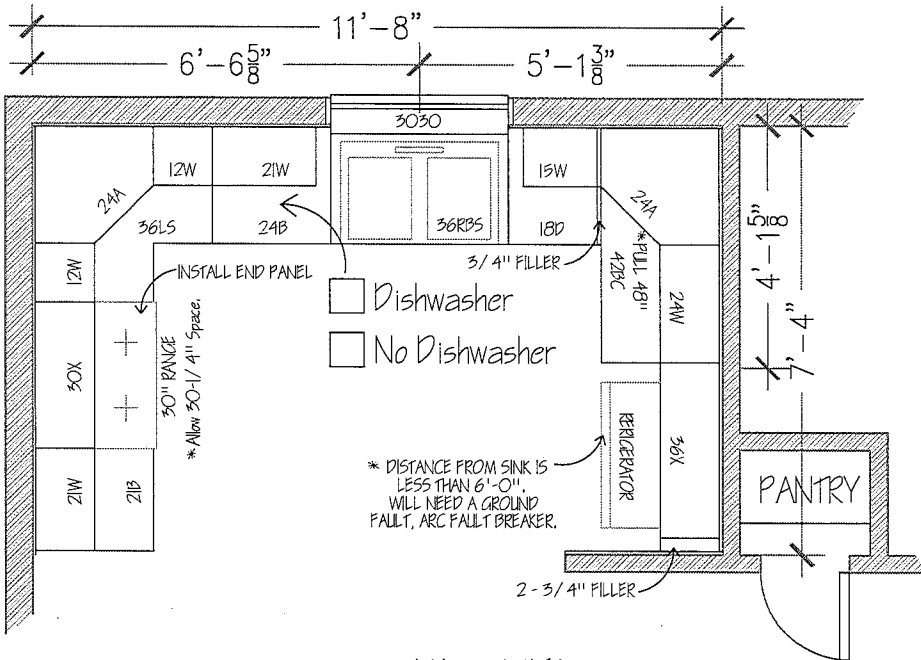 11'-8"
6'-6 5/8"
5'-1 3/8"
3030
12W
21W
15W
24A
24A
36LS
24B
36RBS
18D
3/4" FILLER
*PULL 48"
42BC
12W
INSTALL END PANEL
Dishwasher
No Dishwasher
24W
4'-1 5/8"
7'-4"
30X
30" RANGE
*Allow 30-1/4" Space.
21W
21B
* DISTANCE FROM SINK IS
LESS THAN 6'-0".
WILL NEED A GROUND
FAULT, ARC FAULT BREAKER.
REFRIGERATOR
36X
PANTRY
2-3/4" FILLER